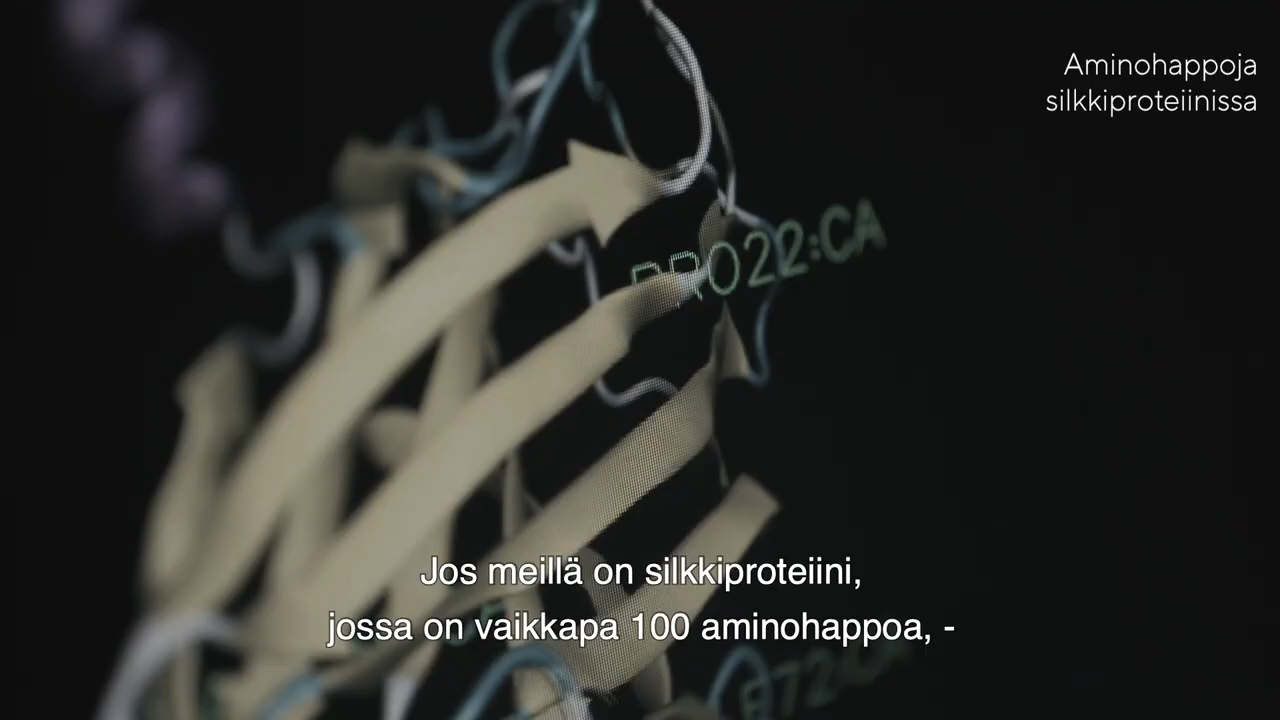 Aminohappoja
silkkiproteiinissa
PRO22:CA
Jos meillä on silkkiproteiini,
jossa on vaikkapa 100 aminohappoa, -